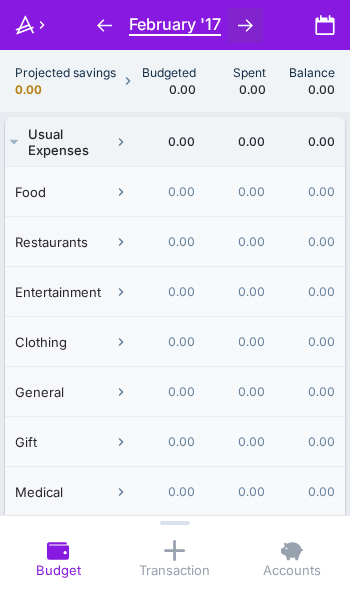 February '17
Projected savings Budgeted Spent Balance
0.00 0.00 0.00 0.00
Usual
Expenses 0.00 0.00 0.00
Food 0.00 0.00 0.00
Restaurants 0.00 0.00 0.00
Entertainment 0.00 0.00 0.00
Clothing 0.00 0.00 0.00
General 0.00 0.00 0.00
Gift 0.00 0.00 0.00
Medical 0.00 0.00 0.00
Budget Transaction Accounts